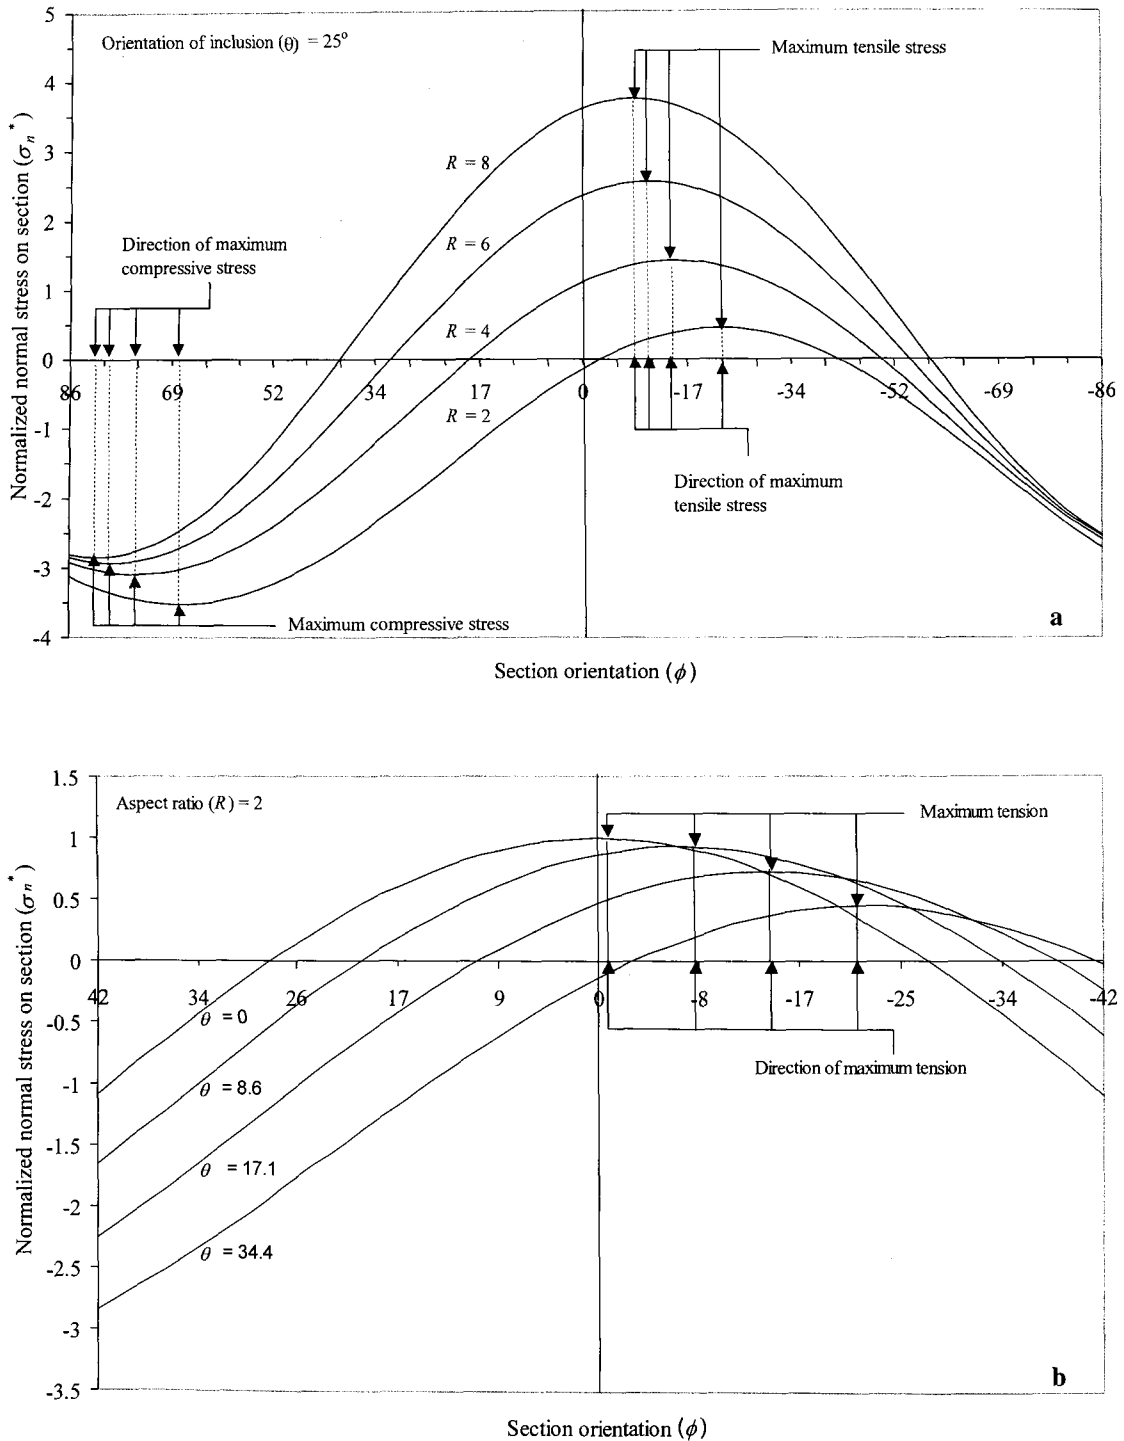 5
Orientation of inclusion (θ) = 25°
Maximum tensile stress
4
3
R = 8
2
R = 6
Direction of maximum
compressive stress
1
R = 4
0
86
69
52
34
17
0
-17
-34
-52
-69
-86
R = 2
-1
Direction of maximum
tensile stress
-2
-3
-4
Maximum compressive stress
a
Normalized normal stress on section (σn*)
Section orientation (ϕ)
1.5
Aspect ratio (R) = 2
Maximum tension
1
0.5
0
42
34
26
17
9
0
-8
-17
-25
-34
-42
θ = 0
-0.5
Direction of maximum tension
-1
θ = 8.6
-1.5
θ = 17.1
-2
θ = 34.4
-2.5
-3
-3.5
b
Normalized normal stress on section (σn*)
Section orientation (ϕ)